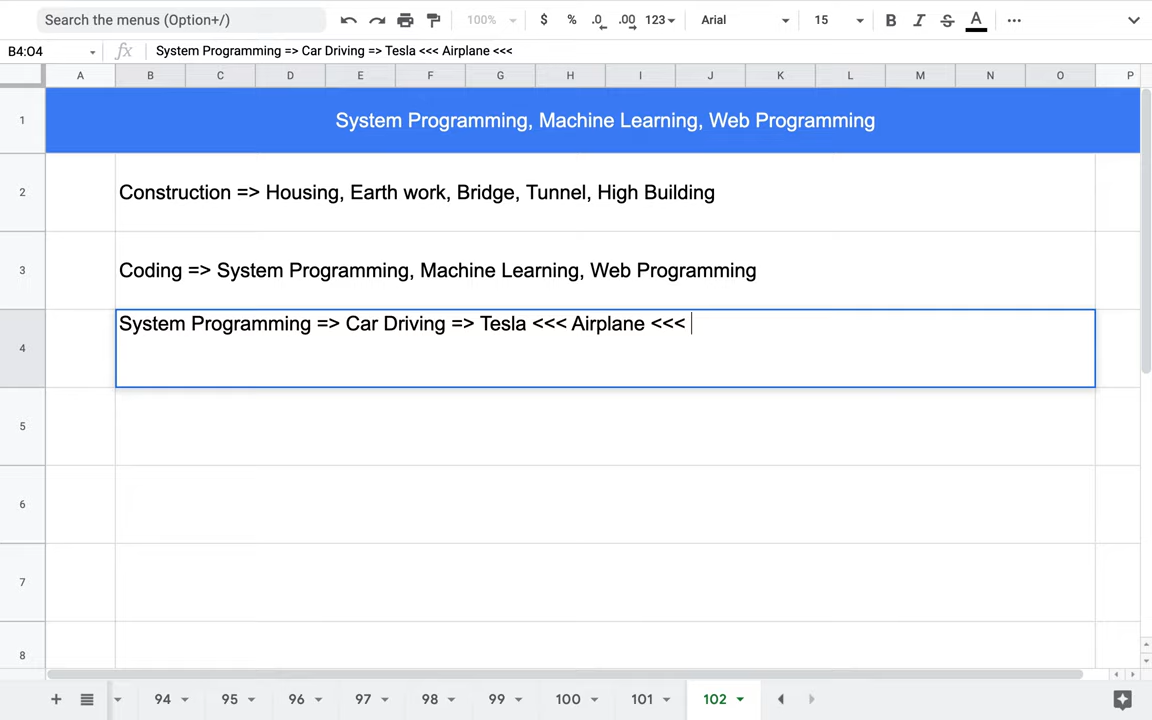 Search the menus (Option+/) 100% $ % .0 .00 123 Arial 15 B I S A
B4:O4 fx System Programming => Car Driving => Tesla <<< Airplane <<<
A B C D E F G H I J K L M N O P
1 System Programming, Machine Learning, Web Programming
2 Construction => Housing, Earth work, Bridge, Tunnel, High Building
3 Coding => System Programming, Machine Learning, Web Programming
4 System Programming => Car Driving => Tesla <<< Airplane <<<
5
6
7
8
94 95 96 97 98 99 100 101 102